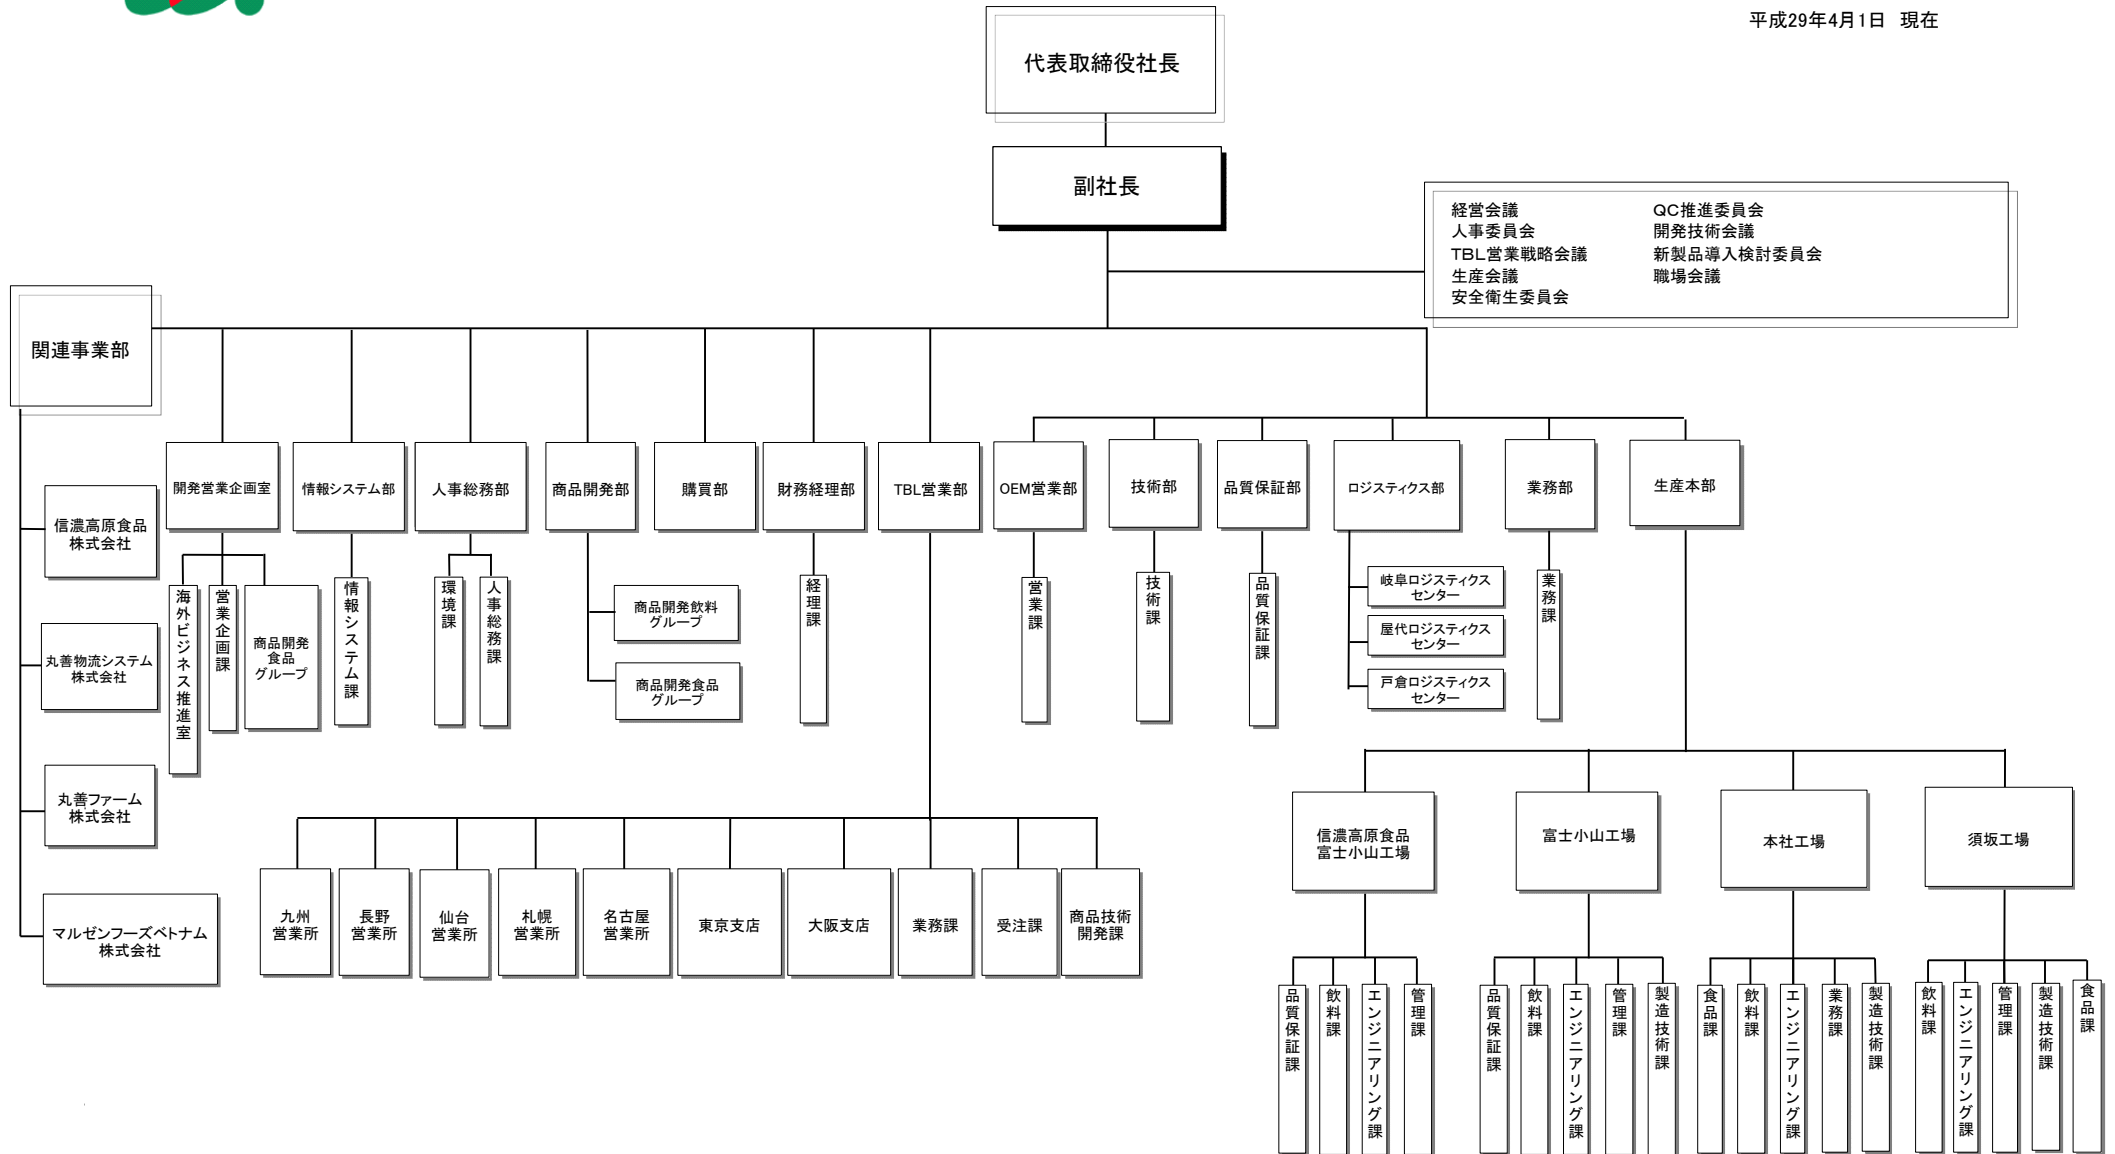 平成29年4月1日 現在
代表取締役社長
副社長
経営会議
人事委員会
TBL営業戦略会議
生産会議
安全衛生委員会
QC推進委員会
開発技術会議
新製品導入検討委員会
職場会議
関連事業部
信濃高原食品
株式会社
丸善物流システム
株式会社
丸善ファーム
株式会社
マルゼンフーズベトナム
株式会社
開発営業企画室
情報システム部
人事総務部
商品開発部
購買部
財務経理部
TBL営業部
OEM営業部
技術部
品質保証部
ロジスティクス部
業務部
生産本部
海外ビジネス推進室
営業企画課
商品開発
食品
グループ
情報システム課
環境課
人事総務課
商品開発飲料
グループ
商品開発食品
グループ
経理課
営業課
技術課
品質保証課
岐阜ロジスティクス
センター
屋代ロジスティクス
センター
戸倉ロジスティクス
センター
業務課
九州
営業所
長野
営業所
仙台
営業所
札幌
営業所
名古屋
営業所
東京支店
大阪支店
業務課
受注課
商品技術
開発課
信濃高原食品
富士小山工場
富士小山工場
本社工場
須坂工場
品質保証課
飲料課
エンジニアリング課
管理課
品質保証課
飲料課
エンジニアリング課
管理課
製造技術課
食品課
飲料課
エンジニアリング課
業務課
製造技術課
飲料課
エンジニアリング課
管理課
製造技術課
食品課